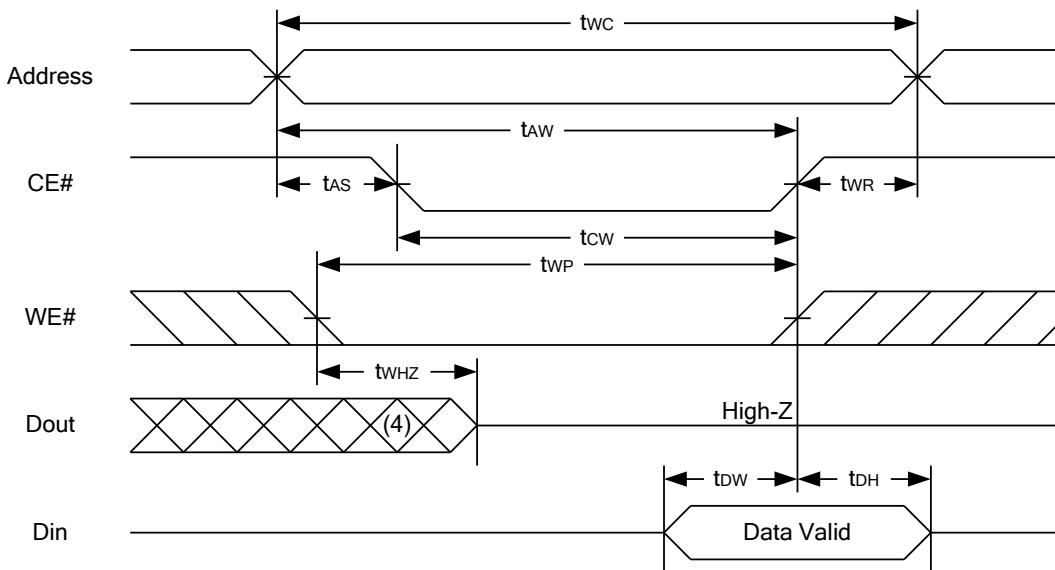 tWC
Address
tAW
CE#
tAS
tWR
tCW
tWP
WE#
tWHZ
Dout
(4)
High-Z
tDW
tDH
Din
Data Valid